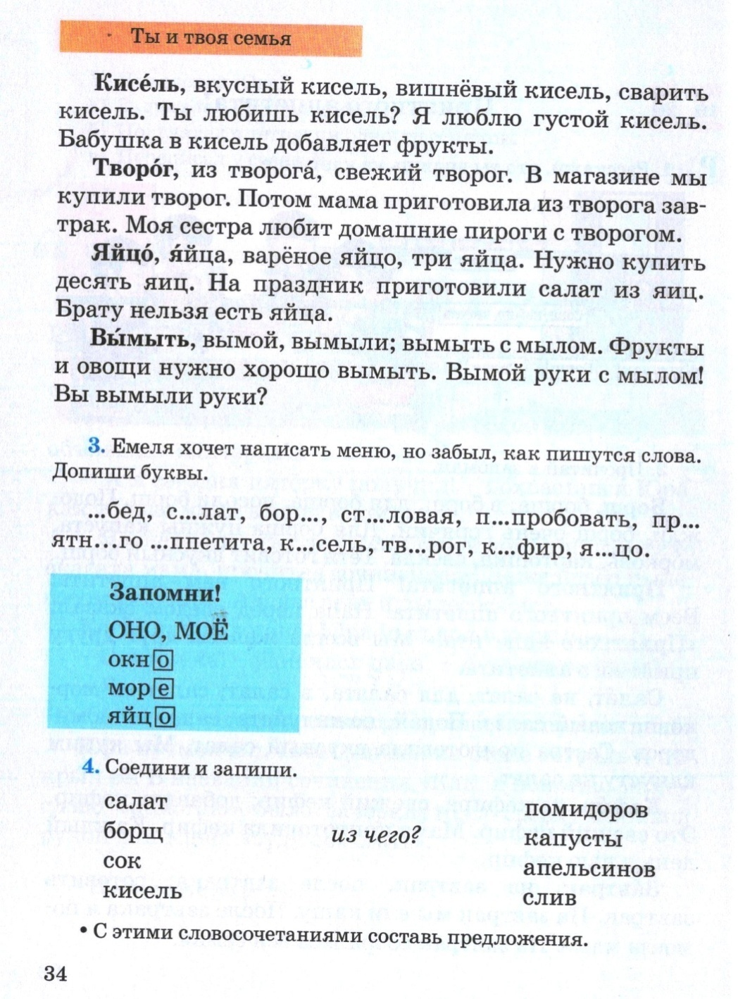 Ты и твоя семья
Кисе́ль, вкусный кисель, вишнёвый кисель, сварить
кисель. Ты любишь кисель? Я люблю густой кисель.
Бабушка в кисель добавляет фрукты.
Творо́г, из творога́, свежий творог. В магазине мы
купили творог. Потом мама приготовила из творога зав-
трак. Моя сестра любит домашние пироги с творогом.
Яйцо́, я́йца, варёное яйцо, три яйца. Нужно купить
десять яиц. На праздник приготовили салат из яиц.
Брату нельзя есть яйца.
Вы́мыть, вымой, вымыли; вымыть с мылом. Фрукты
и овощи нужно хорошо вымыть. Вымой руки с мылом!
Вы вымыли руки?
3. Емеля хочет написать меню, но забыл, как пишутся слова.
Допиши буквы.
...бед, с...лат, бор..., ст...ловая, п...пробовать, пр...
ятн...го ...ппетита, к...сель, тв...рог, к...фир, я...цо.
Запомни!
ОНО, МОЁ
окно
море
яйцо
4. Соедини и запиши.
салат
борщ
сок
кисель
из чего?
помидоров
капусты
апельсинов
слив
• С этими словосочетаниями составь предложения.
34